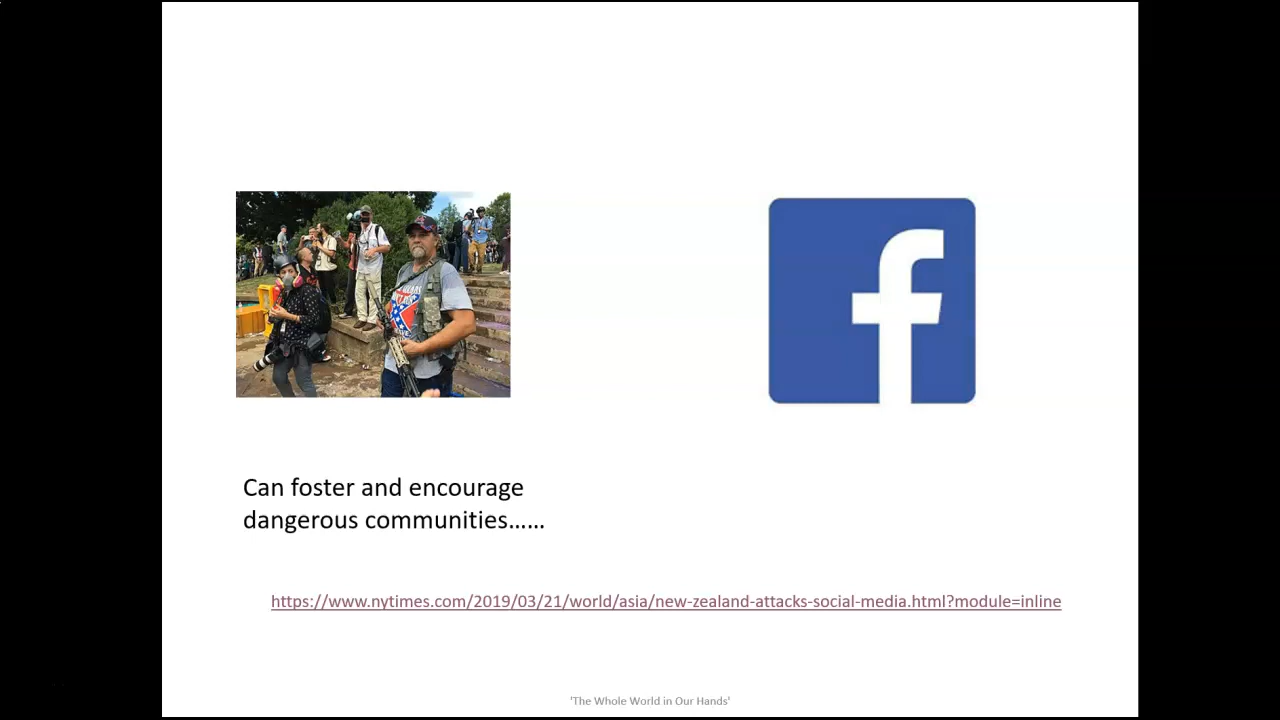 Can foster and encourage
dangerous communities……
https://www.nytimes.com/2019/03/21/world/asia/new-zealand-attacks-social-media.html?module=inline
'The Whole World in Our Hands'